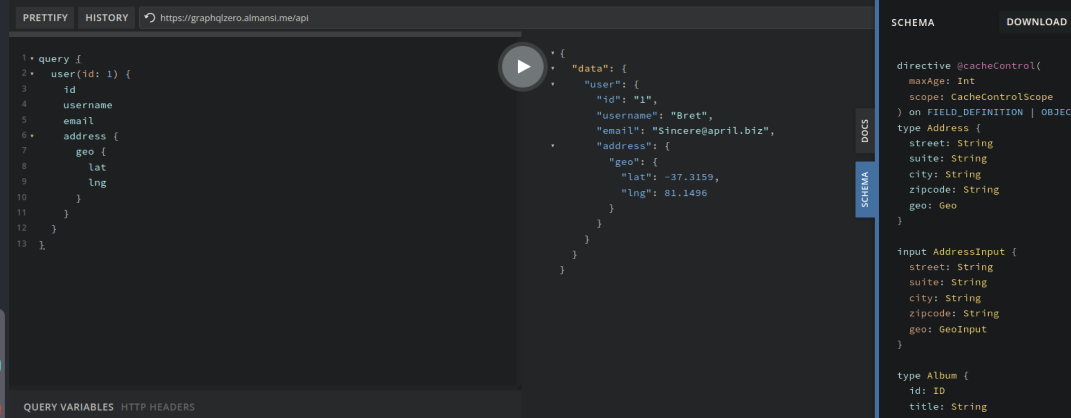 PRETTIFY HISTORY https://graphqlzero.almansi.me/api
1 query {
2 user(id: 1) {
3 id
4 username
5 email
6 address {
7 geo {
8 lat
9 lng
10 }
11 }
12 }
13 }
QUERY VARIABLES HTTP HEADERS
{
"data": {
"user": {
"id": "1",
"username": "Bret",
"email": "Sincere@april.biz",
"address": {
"geo": {
"lat": -37.3159,
"lng": 81.1496
}
}
}
}
}
DOCS
SCHEMA
SCHEMA DOWNLOAD
directive @cacheControl(
maxAge: Int
scope: CacheControlScope
) on FIELD_DEFINITION | OBJEC
type Address {
street: String
suite: String
city: String
zipcode: String
geo: Geo
}
input AddressInput {
street: String
suite: String
city: String
zipcode: String
geo: GeoInput
}
type Album {
id: ID
title: String